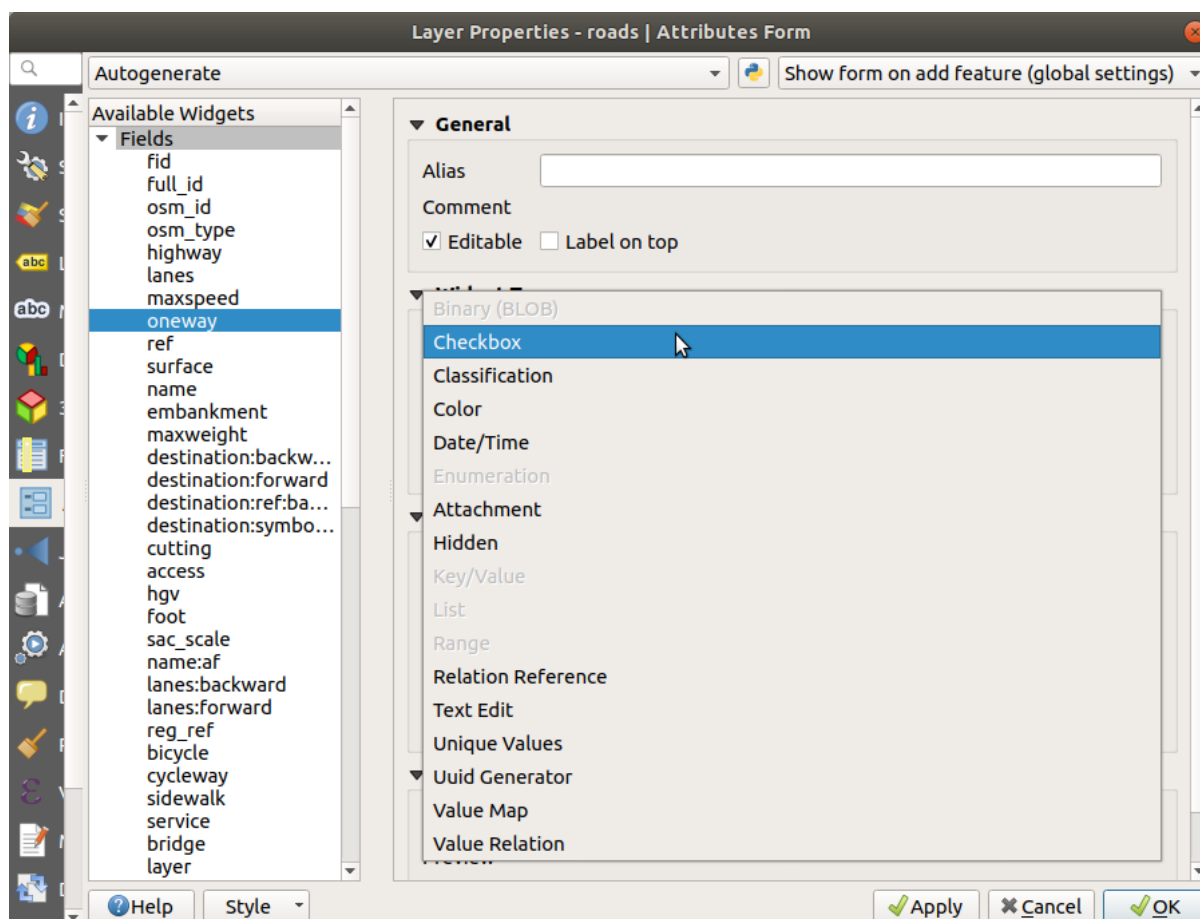 Layer Properties - roads | Attributes Form
Autogenerate
Show form on add feature (global settings)
Available Widgets
Fields
fid
full_id
osm_id
osm_type
highway
lanes
maxspeed
oneway
ref
surface
name
embankment
maxweight
destination:backw...
destination:forward
destination:ref:ba...
destination:symbo...
cutting
access
hgv
foot
sac_scale
name:af
lanes:backward
lanes:forward
reg_ref
bicycle
cycleway
sidewalk
service
bridge
layer
General
Alias
Comment
Editable Label on top
Binary (BLOB)
Checkbox
Classification
Color
Date/Time
Enumeration
Attachment
Hidden
Key/Value
List
Range
Relation Reference
Text Edit
Unique Values
Uuid Generator
Value Map
Value Relation
abc
abc
Help Style Apply Cancel OK